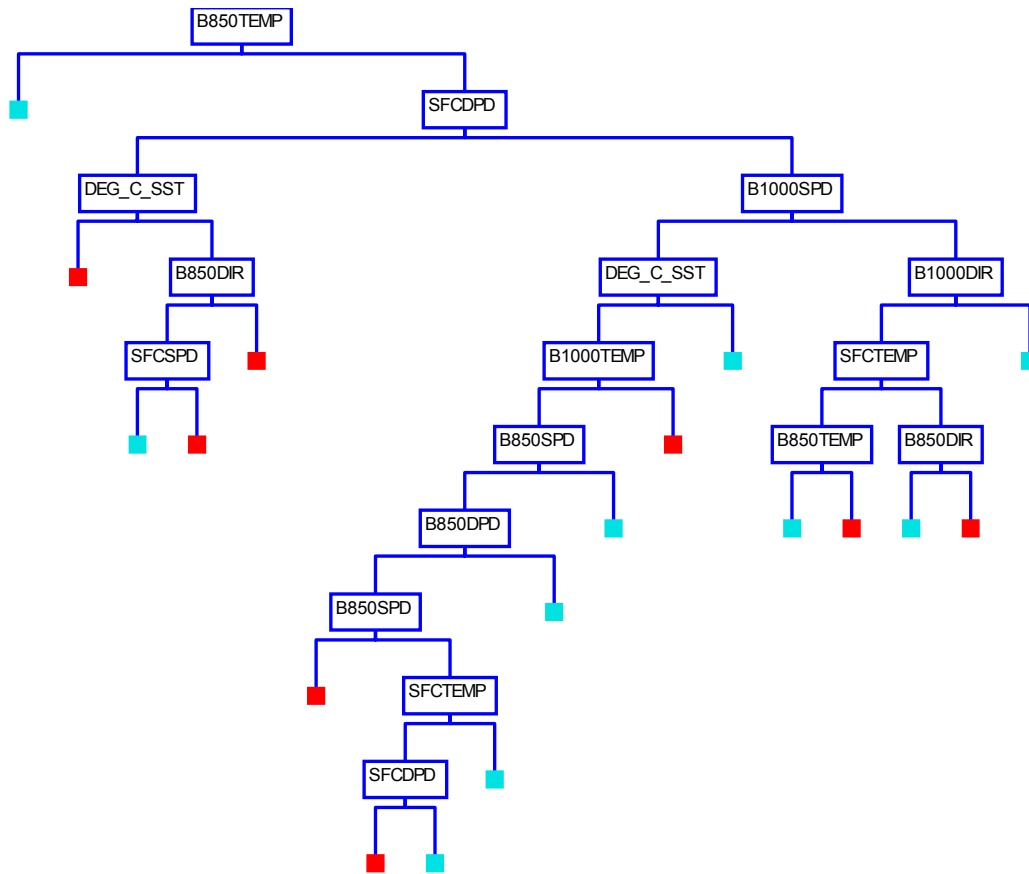 B850TEMP
SFCDPD
DEG_C_SST
B1000SPD
B850DIR
DEG_C_SST
B1000DIR
SFCSPD
B1000TEMP
SFCTEMP
B850SPD
B850TEMP
B850DIR
B850DPD
B850SPD
SFCTEMP
SFCDPD